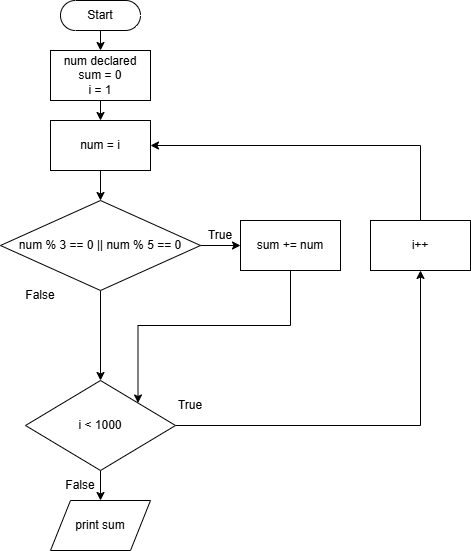 Start
num declared
sum = 0
i = 1
num = i
num % 3 == 0 || num % 5 == 0
True
sum += num
i++
False
i < 1000
True
False
print sum